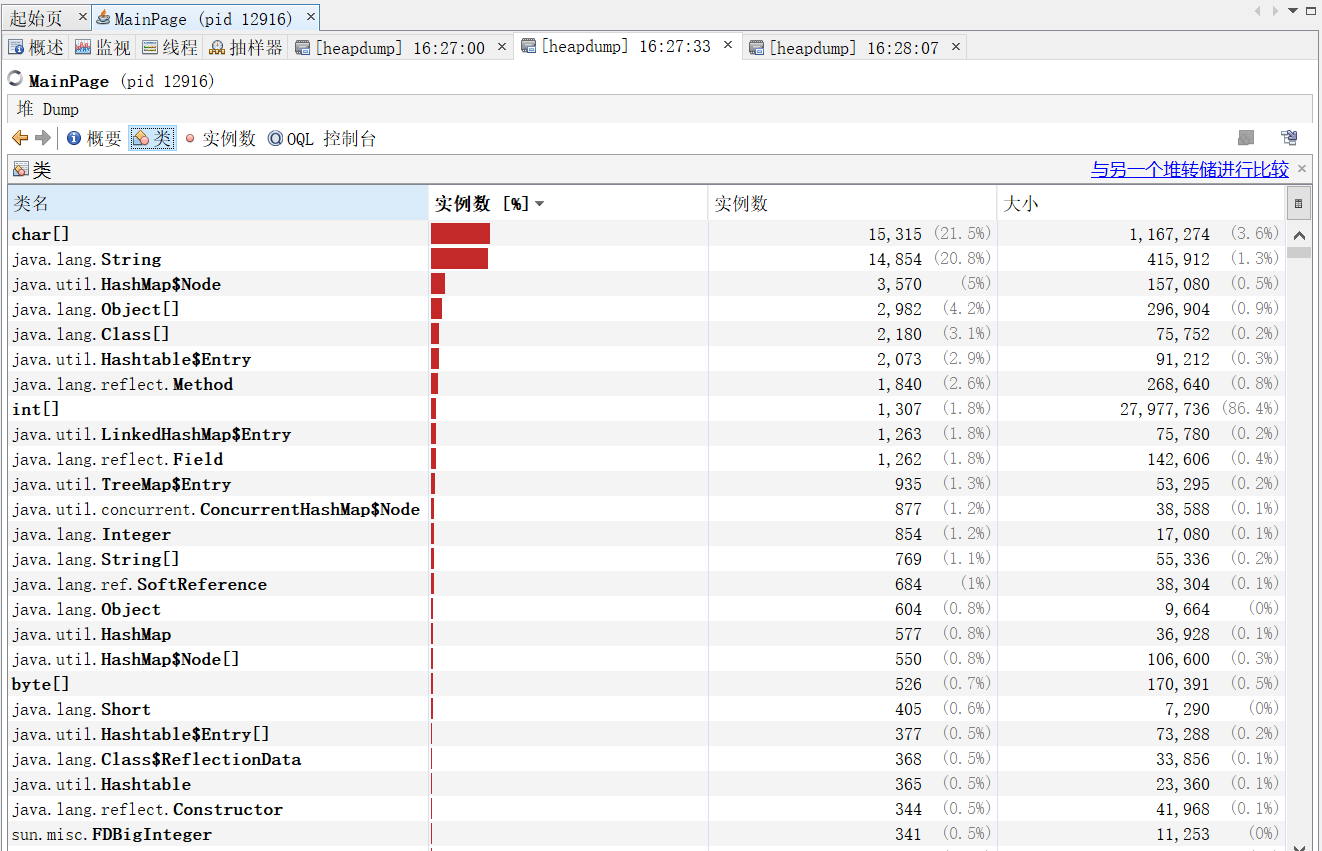 起始页 × MainPage (pid 12916) ×
概述 监视 线程 抽样器 [heapdump] 16:27:00 × [heapdump] 16:27:33 × [heapdump] 16:28:07 ×
MainPage (pid 12916)
堆 Dump
概要 类 实例数 OQL 控制台
类 与另一个堆转储进行比较 ×
类名 实例数 [%] 实例数 大小
char[] 15,315 (21.5%) 1,167,274 (3.6%)
java.lang.String 14,854 (20.8%) 415,912 (1.3%)
java.util.HashMap$Node 3,570 (5%) 157,080 (0.5%)
java.lang.Object[] 2,982 (4.2%) 296,904 (0.9%)
java.lang.Class[] 2,180 (3.1%) 75,752 (0.2%)
java.util.Hashtable$Entry 2,073 (2.9%) 91,212 (0.3%)
java.lang.reflect.Method 1,840 (2.6%) 268,640 (0.8%)
int[] 1,307 (1.8%) 27,977,736 (86.4%)
java.util.LinkedHashMap$Entry 1,263 (1.8%) 75,780 (0.2%)
java.lang.reflect.Field 1,262 (1.8%) 142,606 (0.4%)
java.util.TreeMap$Entry 935 (1.3%) 53,295 (0.2%)
java.util.concurrent.ConcurrentHashMap$Node 877 (1.2%) 38,588 (0.1%)
java.lang.Integer 854 (1.2%) 17,080 (0.1%)
java.lang.String[] 769 (1.1%) 55,336 (0.2%)
java.lang.ref.SoftReference 684 (1%) 38,304 (0.1%)
java.lang.Object 604 (0.8%) 9,664 (0%)
java.util.HashMap 577 (0.8%) 36,928 (0.1%)
java.util.HashMap$Node[] 550 (0.8%) 106,600 (0.3%)
byte[] 526 (0.7%) 170,391 (0.5%)
java.lang.Short 405 (0.6%) 7,290 (0%)
java.util.Hashtable$Entry[] 377 (0.5%) 73,288 (0.2%)
java.lang.Class$ReflectionData 368 (0.5%) 33,856 (0.1%)
java.util.Hashtable 365 (0.5%) 23,360 (0.1%)
java.lang.reflect.Constructor 344 (0.5%) 41,968 (0.1%)
sun.misc.FDBigInteger 341 (0.5%) 11,253 (0%)